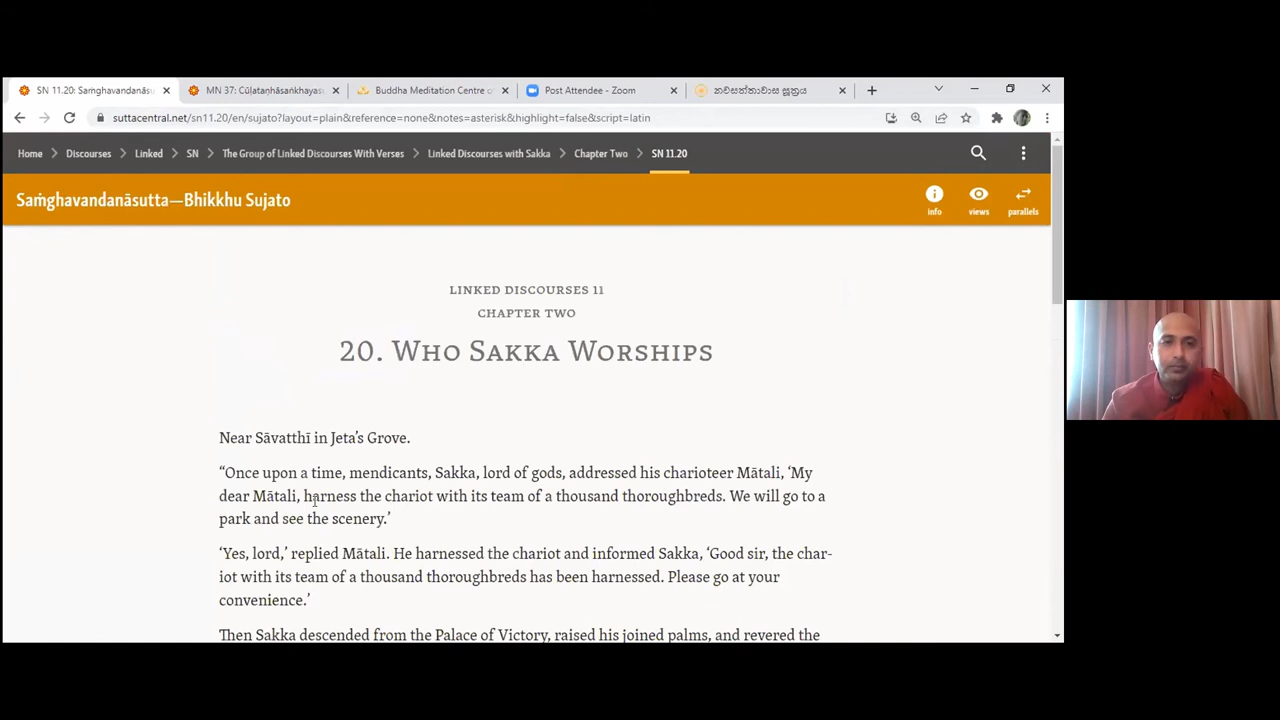 SN 11.20: Saṁghavandanāsu
MN 37: Cūḷataṇhāsaṅkhayasu
Buddha Meditation Centre o
Post Attendee - Zoom
නවසත්තාවාස සූත්‍රය
suttacentral.net/sn11.20/en/sujato?layout=plain&reference=none&notes=asterisk&highlight=false&script=latin
Home > Discourses > Linked > SN > The Group of Linked Discourses With Verses > Linked Discourses with Sakka > Chapter Two > SN 11.20
Saṁghavandanāsutta—Bhikkhu Sujato
info views parallels
LINKED DISCOURSES 11
CHAPTER TWO
20. WHO SAKKA WORSHIPS
Near Sāvatthī in Jeta’s Grove.
“Once upon a time, mendicants, Sakka, lord of gods, addressed his charioteer Mātali, ‘My
dear Mātali, harness the chariot with its team of a thousand thoroughbreds. We will go to a
park and see the scenery.’
‘Yes, lord,’ replied Mātali. He harnessed the chariot and informed Sakka, ‘Good sir, the char-
iot with its team of a thousand thoroughbreds has been harnessed. Please go at your
convenience.’
Then Sakka descended from the Palace of Victory, raised his joined palms, and revered the